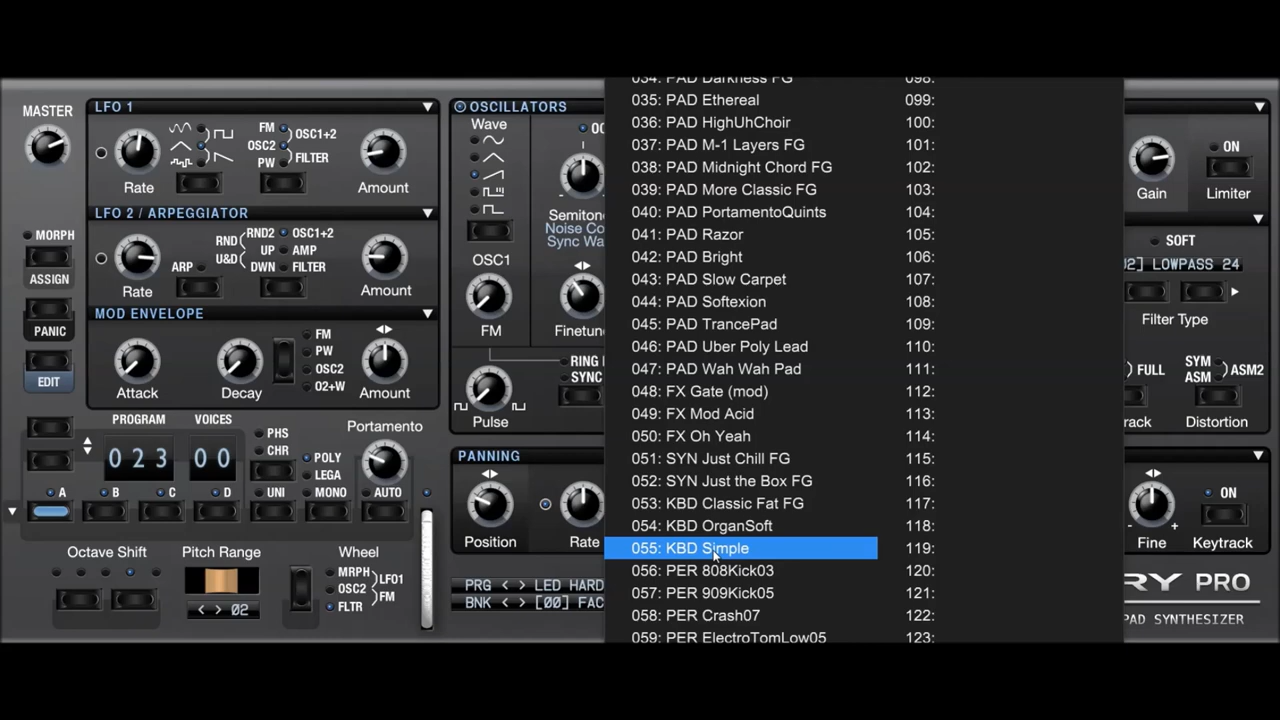 MASTER
MORPH
ASSIGN
PANIC
EDIT
LFO 1
Rate
FM
OSC2
PW
OSC1+2
FILTER
Amount
LFO 2 / ARPEGGIATOR
Rate
ARP
RND
U&D
RND2
UP
DWN
OSC1+2
AMP
FILTER
Amount
MOD ENVELOPE
Attack
Decay
FM
PW
OSC2
O2+W
Amount
PROGRAM
VOICES
023
00
PHS
CHR
UNI
POLY
LEGA
MONO
Portamento
AUTO
A
B
C
D
Octave Shift
Pitch Range
< > 02
Wheel
MRPH
OSC2
FLTR
LFO1
FM
OSCILLATORS
Wave
OSC1
FM
Pulse
Semitone
Noise Co
Sync Wa
Finetune
RING
SYNC
PANNING
Position
Rate
PRG < > LED HARD
BNK < > [00] FAC
034: PAD Darkness FG
035: PAD Ethereal
036: PAD HighUhChoir
037: PAD M-1 Layers FG
038: PAD Midnight Chord FG
039: PAD More Classic FG
040: PAD PortamentoQuints
041: PAD Razor
042: PAD Bright
043: PAD Slow Carpet
044: PAD Softexion
045: PAD TrancePad
046: PAD Uber Poly Lead
047: PAD Wah Wah Pad
048: FX Gate (mod)
049: FX Mod Acid
050: FX Oh Yeah
051: SYN Just Chill FG
052: SYN Just the Box FG
053: KBD Classic Fat FG
054: KBD OrganSoft
055: KBD Simple
056: PER 808Kick03
057: PER 909Kick05
058: PER Crash07
059: PER ElectroTomLow05
098:
099:
100:
101:
102:
103:
104:
105:
106:
107:
108:
109:
110:
111:
112:
113:
114:
115:
116:
117:
118:
119:
120:
121:
122:
123:
Gain
ON
Limiter
SOFT
2] LOWPASS 24
Filter Type
FULL
SYM
ASM
ASM2
rack
Distortion
Fine
ON
Keytrack
RY PRO
PAD SYNTHESIZER